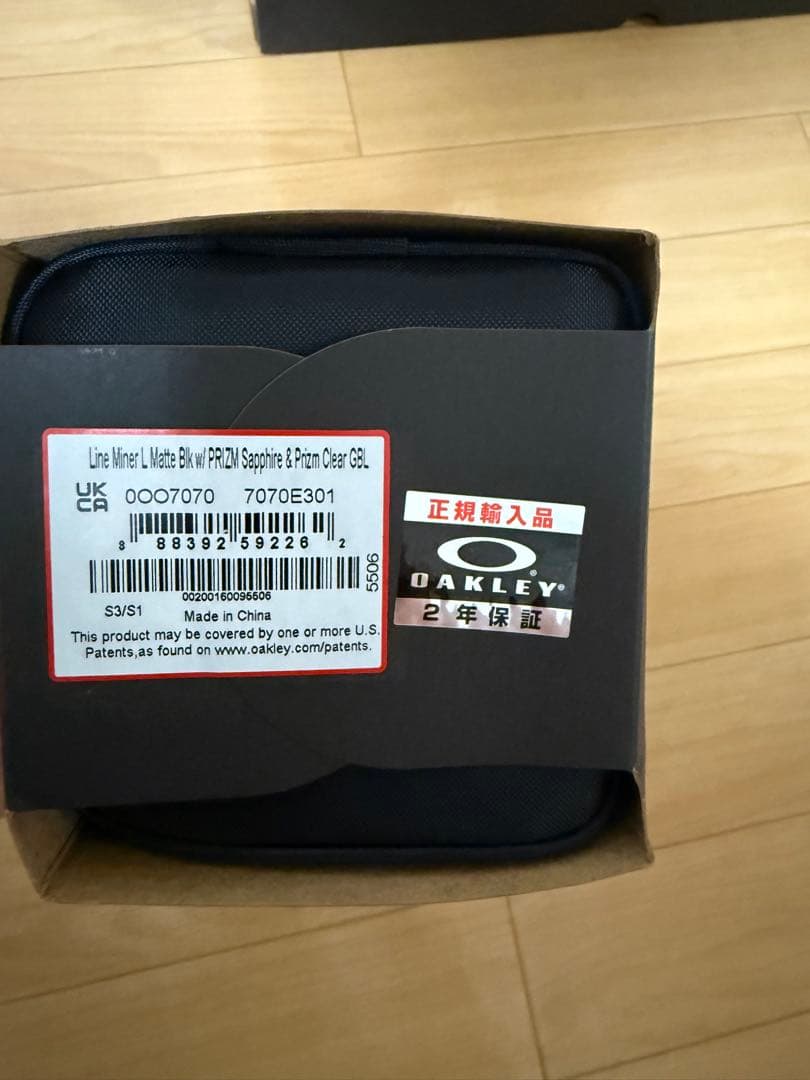 Line Miner L Matte Blk w/ PRIZM Sapphire & Prizm Clear GBL
UK
CA
0OO7070 7070E301
8 88392 59226 2
00200160095506
5506
S3/S1 Made in China
This product may be covered by one or more U.S.
Patents,as found on www.oakley.com/patents.
正規輸入品
OAKLEY®
2年保証